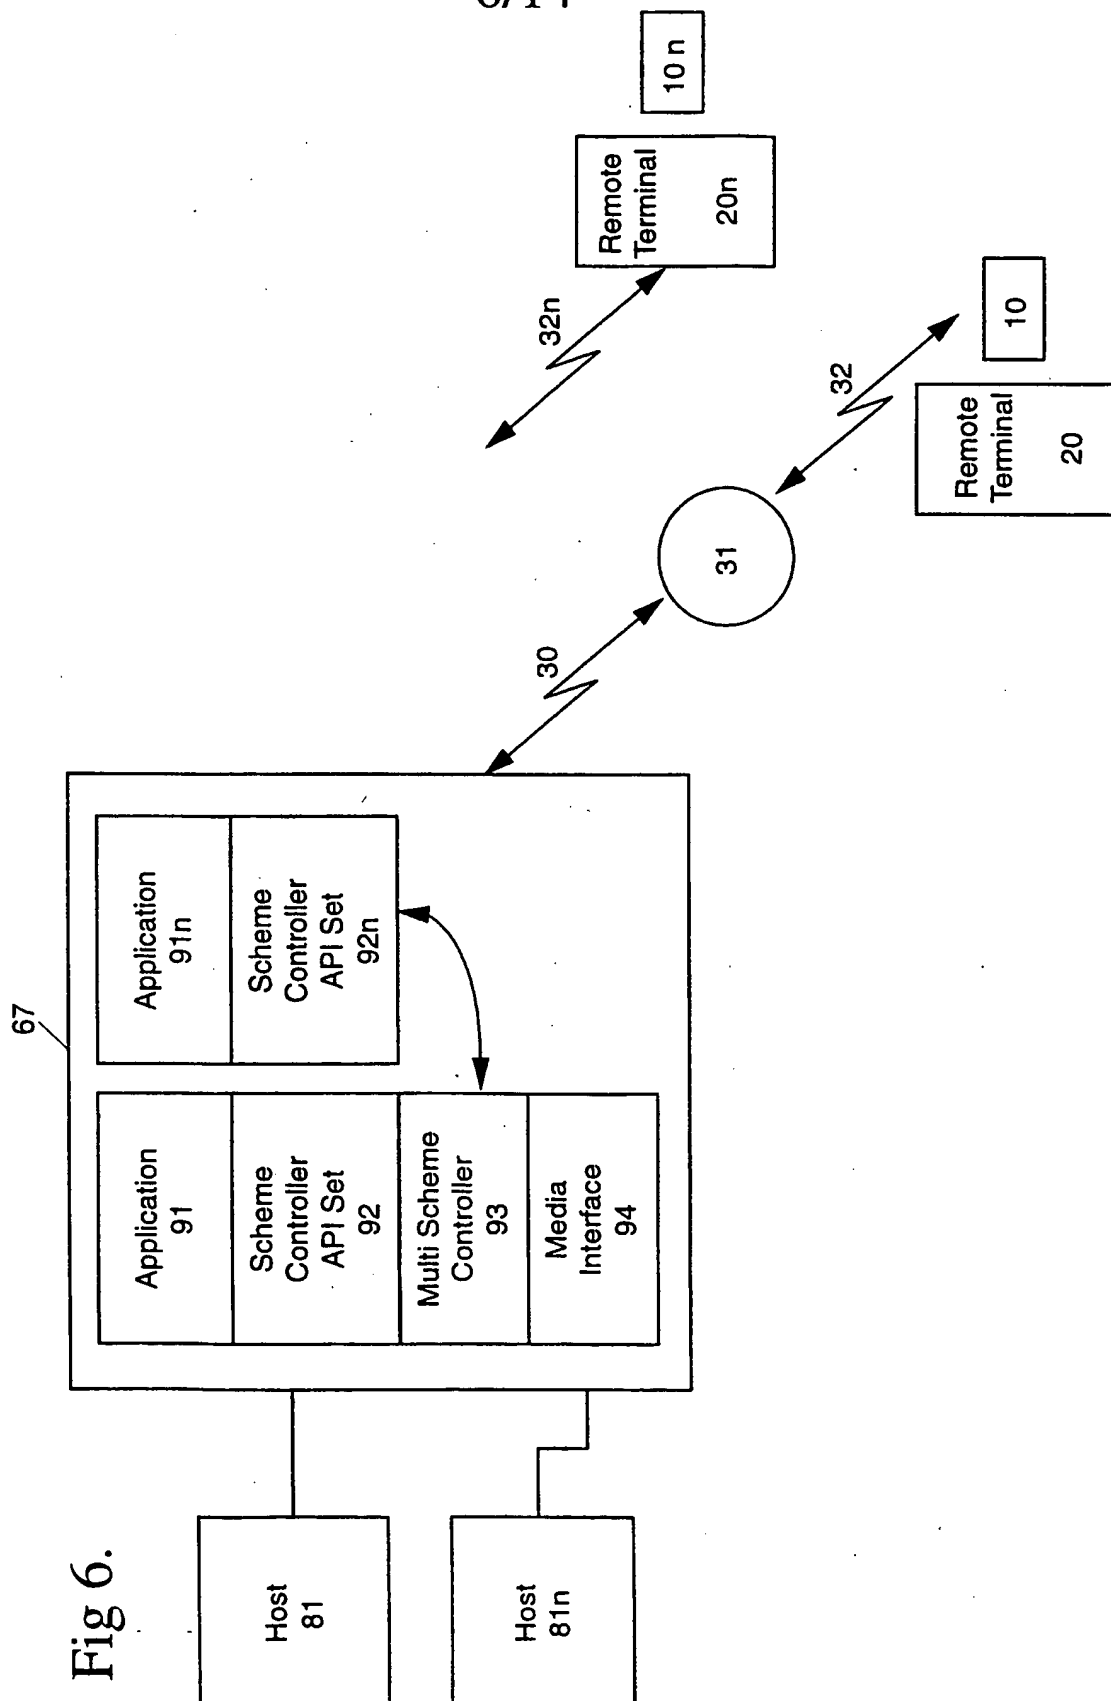 Fig 6.
67
Application
91
Scheme
Controller
API Set
92
Multi Scheme
Controller
93
Media
Interface
94
Application
91n
Scheme
Controller
API Set
92n
Host
81
Host
81n
30
31
32
32n
Remote
Terminal
20n
10 n
Remote
Terminal
20
10